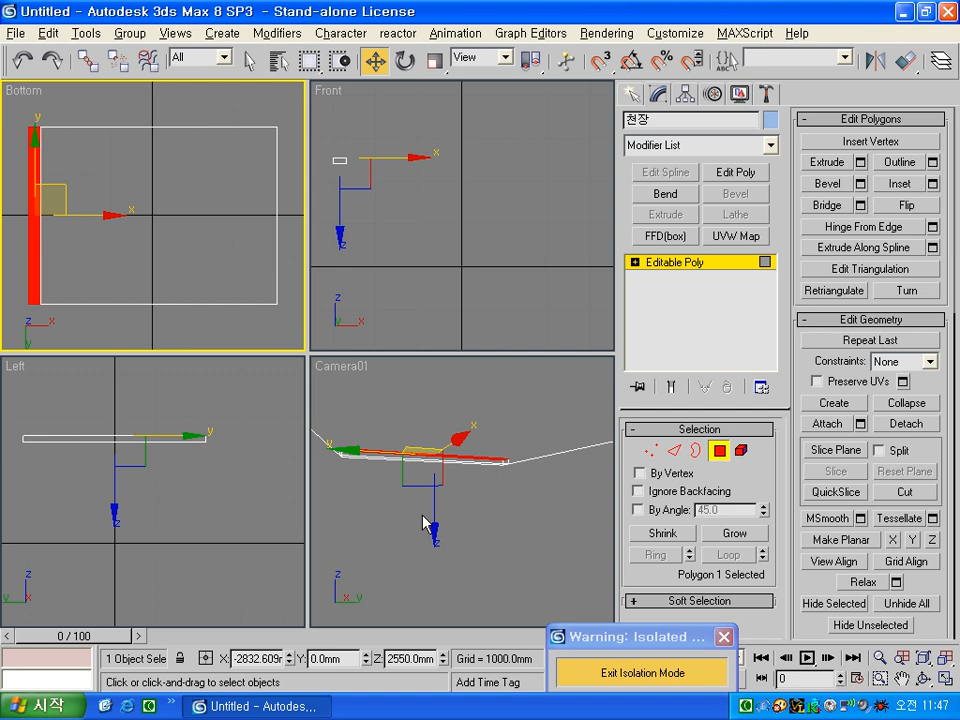 Untitled - Autodesk 3ds Max 8 SP3 - Stand-alone License
File Edit Tools Group Views Create Modifiers Character reactor Animation Graph Editors Rendering Customize MAXScript Help
All View
Bottom
Front
Left
Camera01
천장
Modifier List
Edit Spline Edit Poly
Bend Bevel
Extrude Lathe
FFD(box) UVW Map
Editable Poly
Selection
By Vertex
Ignore Backfacing
By Angle: 45.0
Shrink Grow
Ring Loop
Polygon 1 Selected
Soft Selection
Edit Polygons
Insert Vertex
Extrude Outline
Bevel Inset
Bridge Flip
Hinge From Edge
Extrude Along Spline
Edit Triangulation
Retriangulate Turn
Edit Geometry
Repeat Last
Constraints: None
Preserve UVs
Create Collapse
Attach Detach
Slice Plane Split
Slice Reset Plane
QuickSlice Cut
MSmooth Tessellate
Make Planar X Y Z
View Align Grid Align
Relax
Hide Selected Unhide All
Hide Unselected
0 / 100
1 Object Sele X: -2832.609r Y: 0.0mm Z: 2550.0mm Grid = 1000.0mm
Click or click-and-drag to select objects Add Time Tag
Warning: Isolated ...
Exit Isolation Mode
0
시작 Untitled - Autodes... 오전 11:47